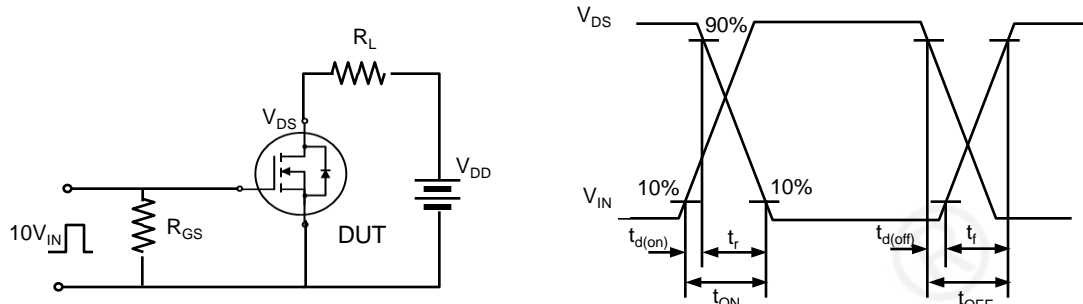 R_L
V_DS
V_DD
10V_IN
R_GS
DUT
V_DS
90%
10%
10%
V_IN
t_d(on)
t_r
t_d(off)
t_f
t_ON
t_OFF